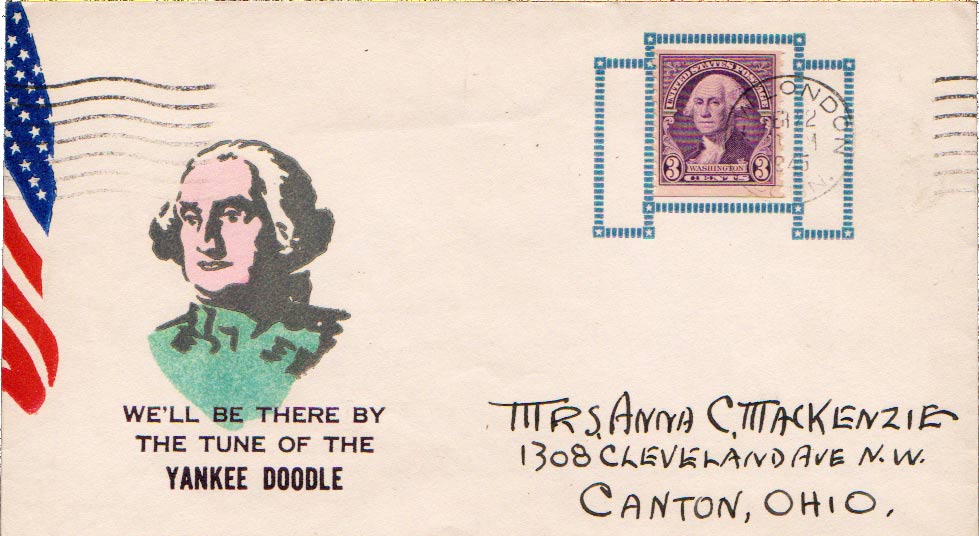 UNITED STATES POSTAGE
3 WASHINGTON 3
CENTS
LONDON
WE'LL BE THERE BY
THE TUNE OF THE
YANKEE DOODLE
MRS. ANNA C. MACKENZIE
1308 CLEVELAND AVE N.W.
CANTON, OHIO.